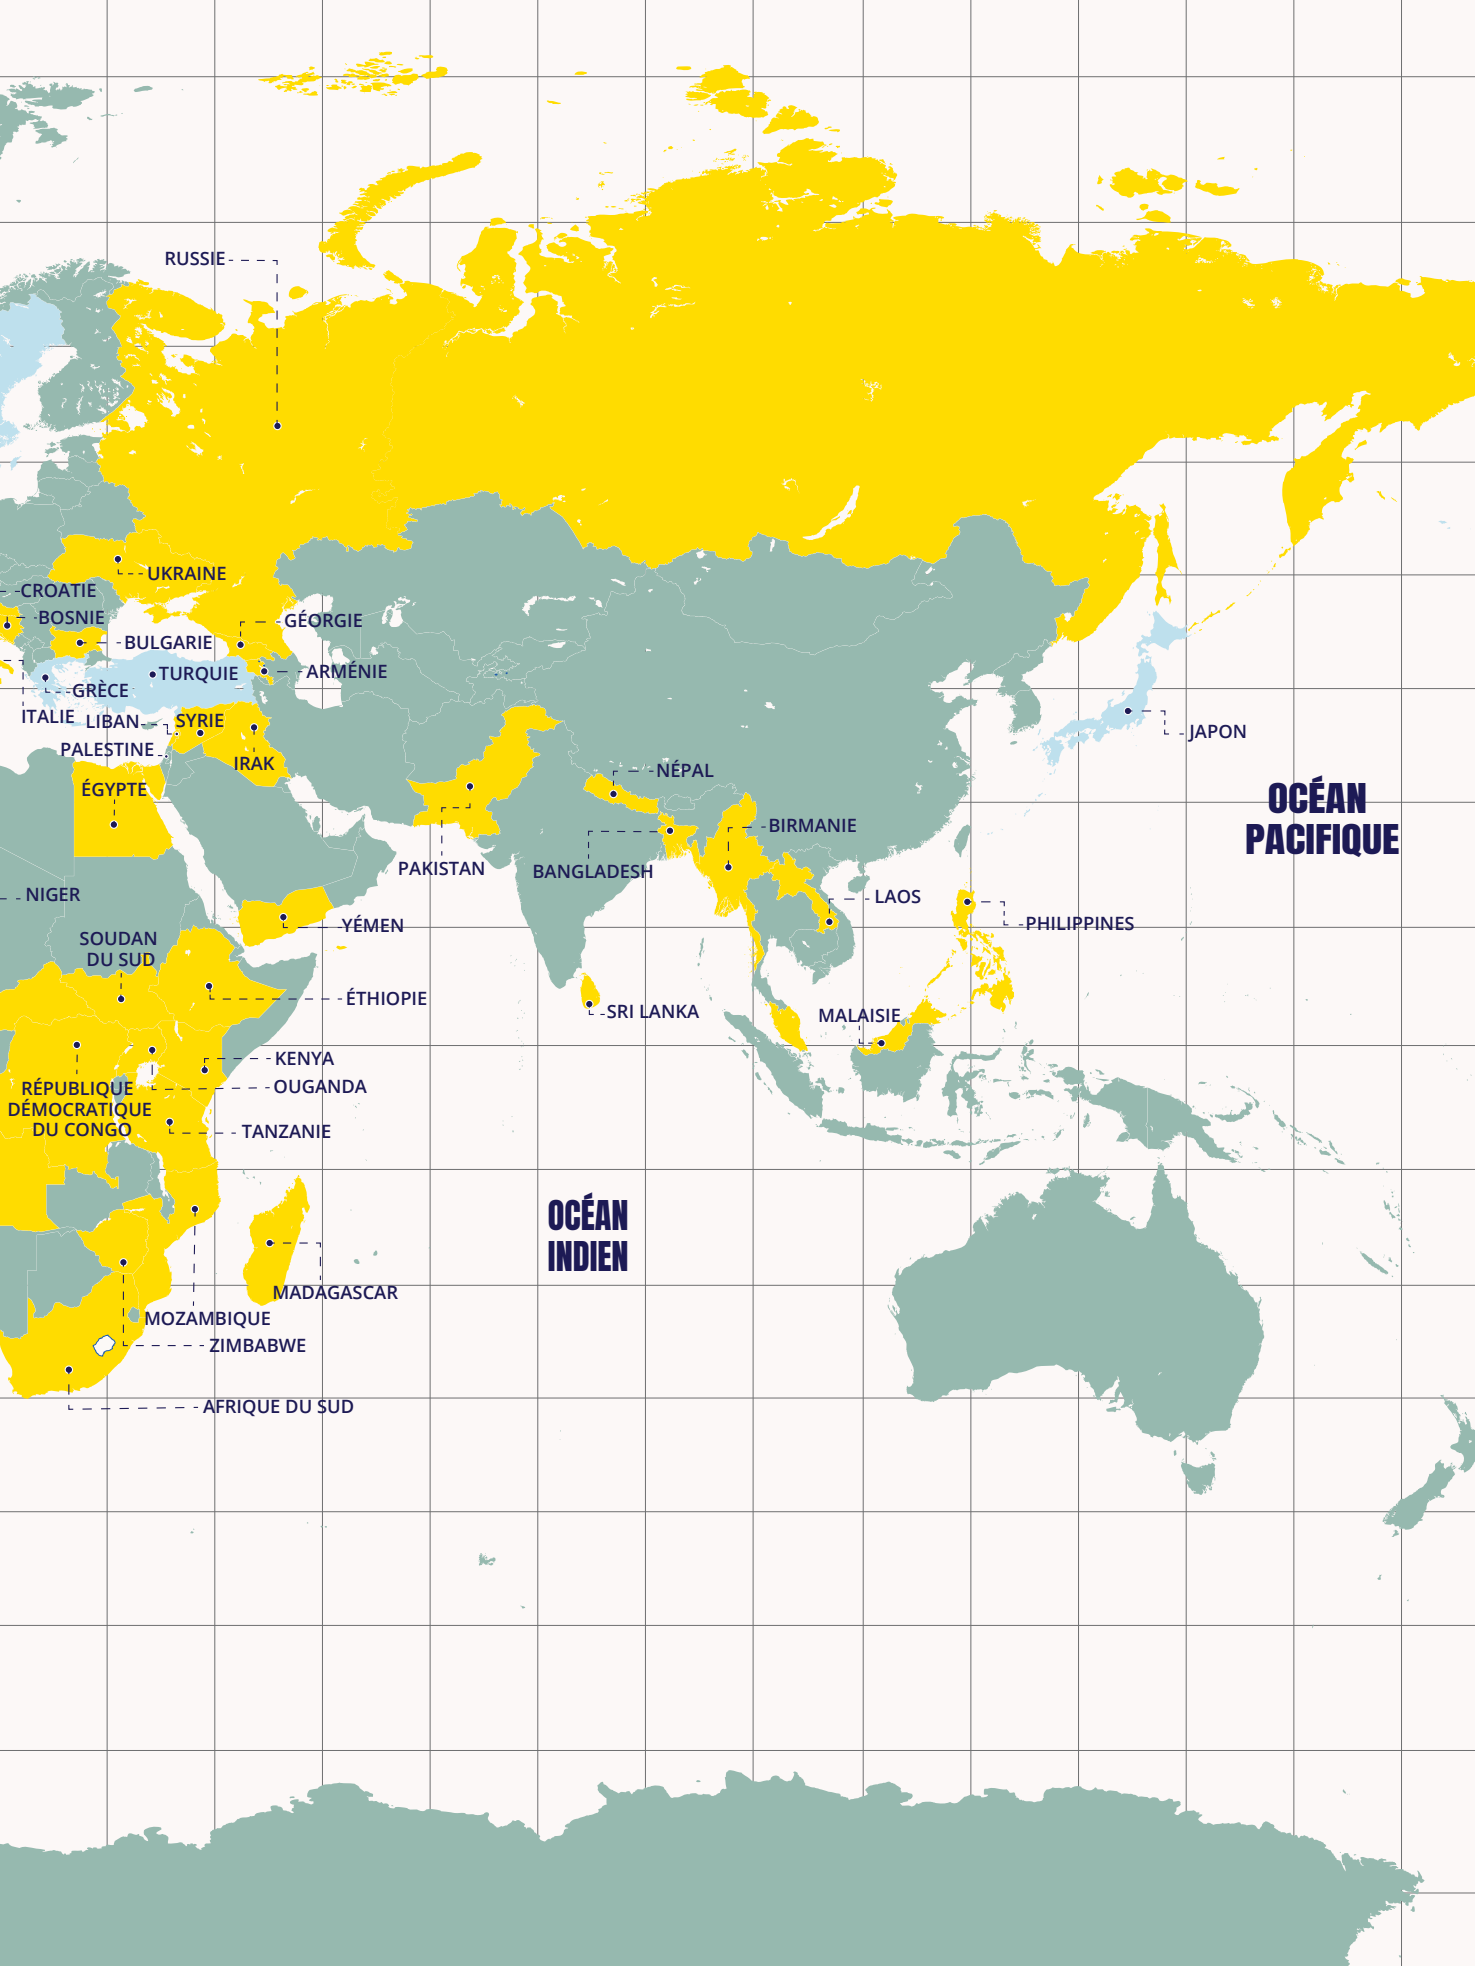 RUSSIE
UKRAINE
CROATIE
BOSNIE
GÉORGIE
BULGARIE
TURQUIE
ARMÉNIE
GRÈCE
ITALIE
LIBAN
SYRIE
JAPON
PALESTINE
IRAK
NÉPAL
ÉGYPTE
OCÉAN
PACIFIQUE
BIRMANIE
PAKISTAN
BANGLADESH
NIGER
LAOS
YÉMEN
PHILIPPINES
SOUDAN
DU SUD
ÉTHIOPIE
SRI LANKA
MALAISIE
KENYA
OUGANDA
RÉPUBLIQUE
DÉMOCRATIQUE
DU CONGO
TANZANIE
OCÉAN
INDIEN
MADAGASCAR
MOZAMBIQUE
ZIMBABWE
AFRIQUE DU SUD